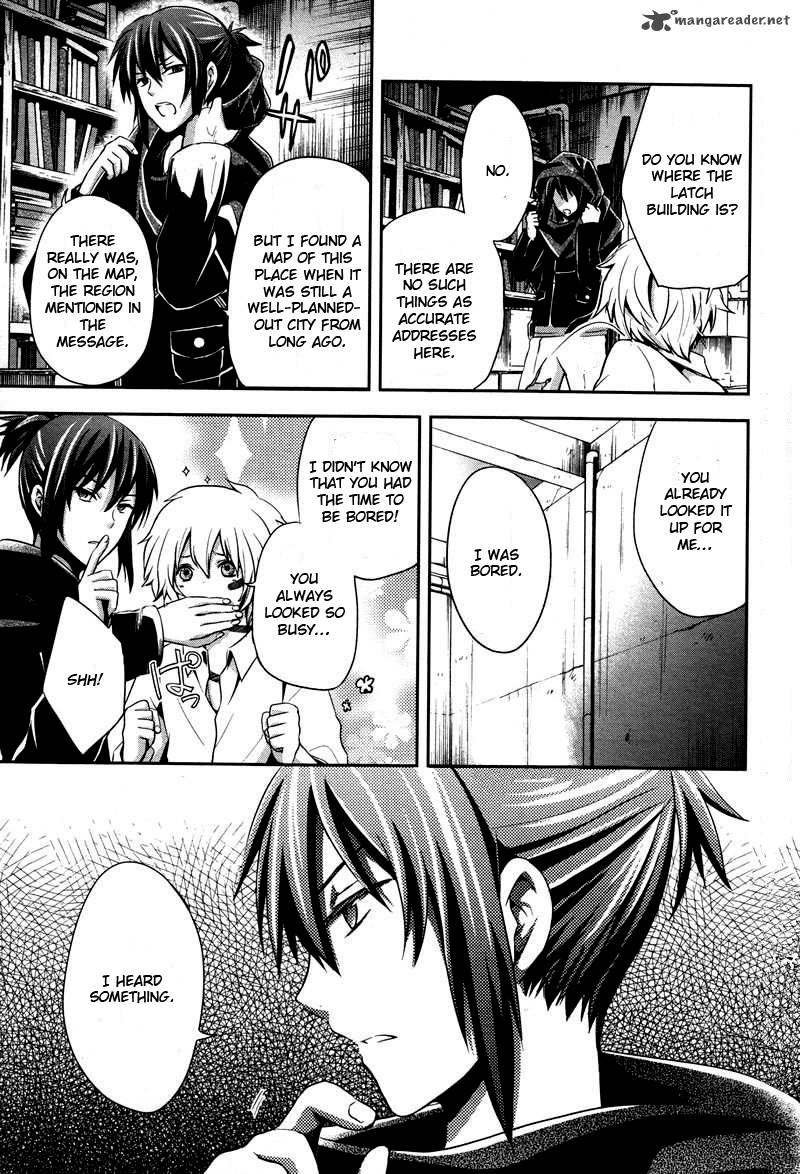 mangareader.net
DO YOU KNOW
WHERE THE
LATCH
BUILDING IS?
NO.
THERE ARE
NO SUCH
THINGS AS
ACCURATE
ADDRESSES
HERE.
BUT I FOUND A
MAP OF THIS
PLACE WHEN IT
WAS STILL A
WELL-PLANNED-
OUT CITY FROM
LONG AGO.
THERE
REALLY WAS,
ON THE MAP,
THE REGION
MENTIONED IN
THE
MESSAGE.
YOU
ALREADY
LOOKED IT
UP FOR
ME...
I WAS
BORED.
I DIDN'T KNOW
THAT YOU HAD
THE TIME TO
BE BORED!
YOU
ALWAYS
LOOKED SO
BUSY...
ぱっ
SHH!
I HEARD
SOMETHING.